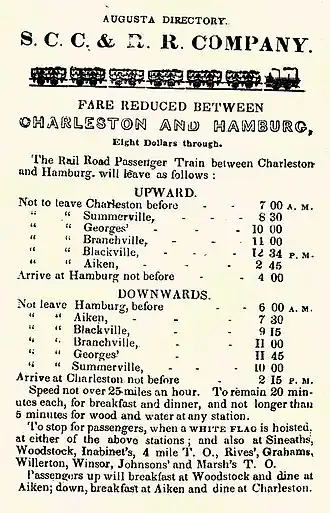 AUGUSTA DIRECTORY.
S. C. C. & R. R. COMPANY.
FARE REDUCED BETWEEN
CHARLESTON AND HAMBURG,
Eight Dollars through.
The Rail Road Passenger Train between Charleston
and Hamburg. will leave as follows :
UPWARD.
Not to leave Charleston before - - 7 00 A. M.
" " Summerville, - - 8 30
" " Georges' - - 10 00
" " Branchville, - - 11 00
" " Blackville, - - 12 34 P. M.
" " Aiken, - - 2 45
Arrive at Hamburg not before - - 4 00
DOWNWARDS.
Not leave Hamburg, before - - 6 00 A. M.
" " Aiken, - - - 7 30
" " Blackville, - - 9 15
" " Branchville, - - 11 00
" " Georges' - - 11 45
" " Summerville, - - 10 00
Arrive at Charleston not before - 2 15 P. M.
Speed not over 25 miles an hour. To remain 20 min-
utes each, for breakfast and dinner, and not longer than
5 minutes for wood and water at any station.
To stop for passengers, when a WHITE FLAG is hoisted,
at either of the above stations ; and also at Sineaths,
Woodstock, Inabinet's, 4 mile T. O., Rives', Grahams,
Willerton, Winsor, Johnsons' and Marsh's T. O.
Passengers up will breakfast at Woodstock and dine at
Aiken; down, breakfast at Aiken and dine at Charleston.